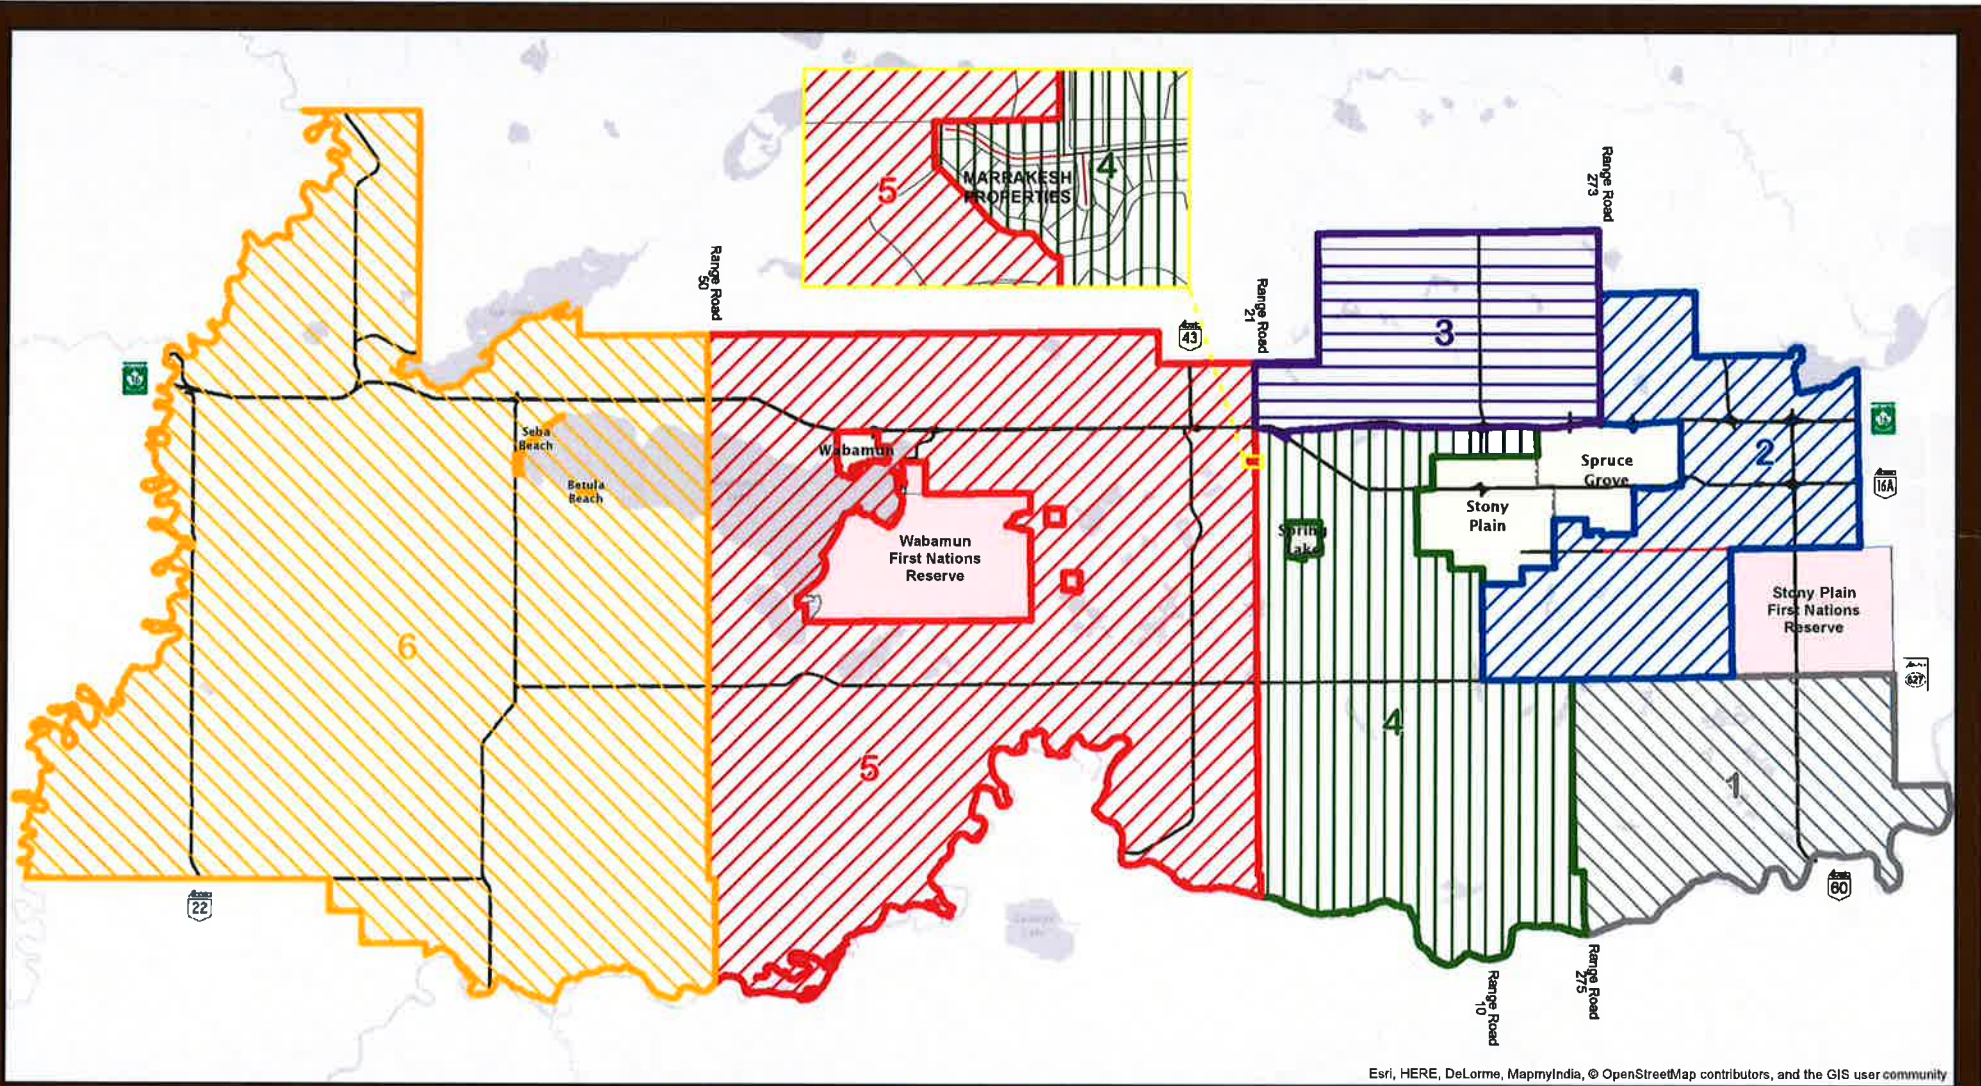 MARRAKESH
PROPERTIES
4
5
Range Road
273
Range Road
50
Range Road
21
43
3
16
16
Seba
Beach
Wabamun
Spruce
Grove
2
16A
Betula
Beach
Stony
Plain
Spring
Lake
Wabamun
First Nations
Reserve
Stony Plain
First Nations
Reserve
6
627
4
5
1
22
60
Range Road
10
Range Road
275
Esri, HERE, DeLorme, MapmyIndia, © OpenStreetMap contributors, and the GIS user community